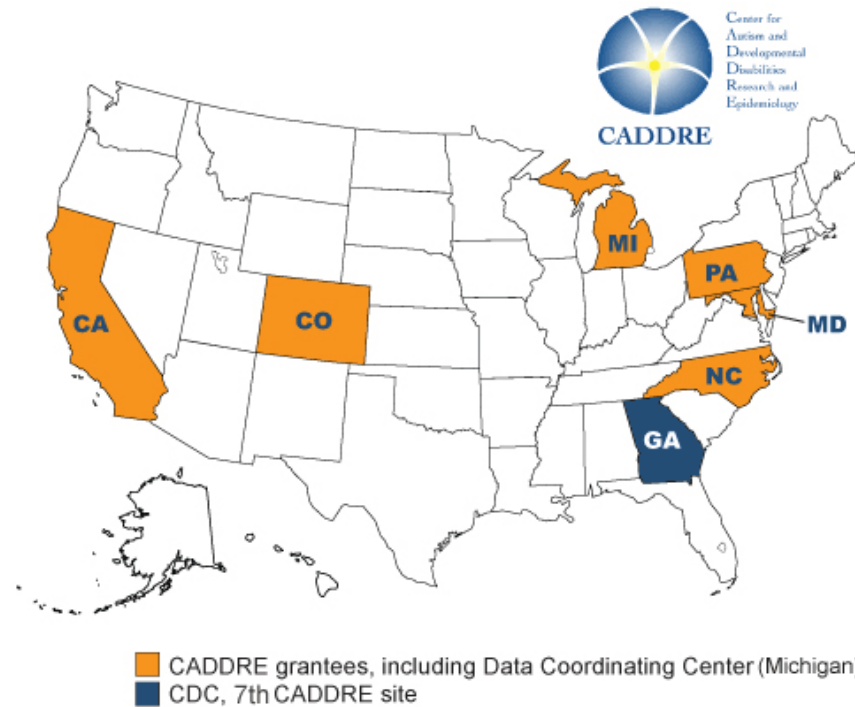 Center for
Autism and
Developmental
Disabilities
Research and
Epidemiology
CADDRE
MI
PA
CA
CO
MD
NC
GA
CADDRE grantees, including Data Coordinating Center (Michigan)
CDC, 7th CADDRE site